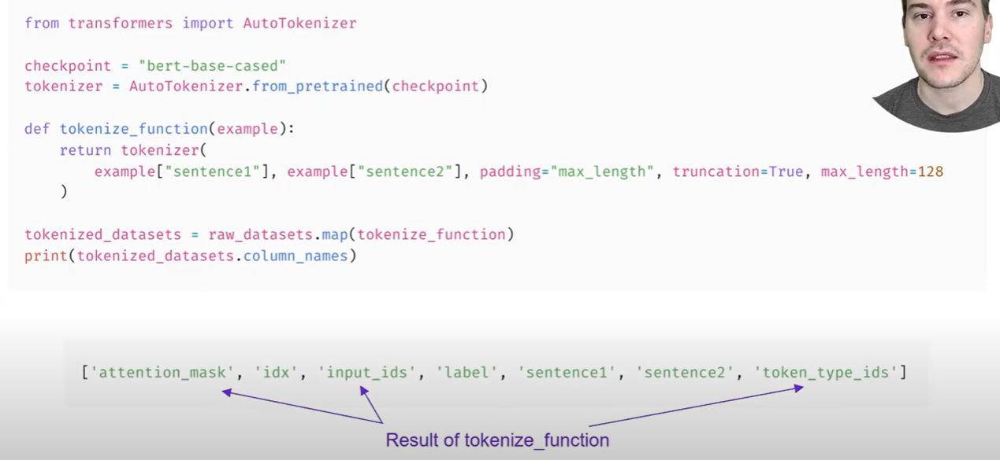 from transformers import AutoTokenizer
checkpoint = "bert-base-cased"
tokenizer = AutoTokenizer.from_pretrained(checkpoint)
def tokenize_function(example):
    return tokenizer(
        example["sentence1"], example["sentence2"], padding="max_length", truncation=True, max_length=128
    )
tokenized_datasets = raw_datasets.map(tokenize_function)
print(tokenized_datasets.column_names)
['attention_mask', 'idx', 'input_ids', 'label', 'sentence1', 'sentence2', 'token_type_ids']
Result of tokenize_function